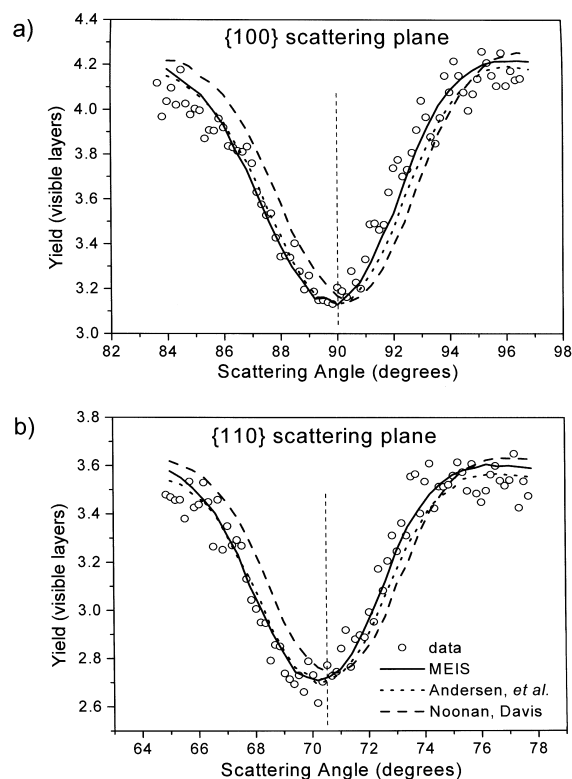 a)
{100} scattering plane
4.2
4.0
3.8
3.6
3.4
3.2
3.0
Yield (visible layers)
4.4
82 84 86 88 90 92 94 96 98
Scattering Angle (degrees)
b)
{110} scattering plane
3.8
3.6
3.4
3.2
3.0
2.8
2.6
Yield (visible layers)
data
MEIS
Andersen, et al.
Noonan, Davis
64 66 68 70 72 74 76 78
Scattering Angle (degrees)